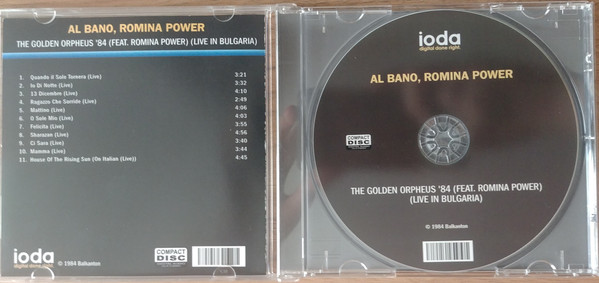 AL BANO, ROMINA POWER
THE GOLDEN ORPHEUS '84 (FEAT. ROMINA POWER) (LIVE IN BULGARIA)
1. Quando il Sole Tornera (Live) 3:21
2. Io Di Notte (Live) 3:32
3. 13 Dicembre (Live) 4:10
4. Ragazzo Che Sorride (Live) 2:49
5. Mattino (Live) 4:06
6. O Sole Mio (Live) 4:03
7. Felicita (Live) 3:55
8. Sharazan (Live) 4:56
9. Ci Sara (Live) 3:40
10. Mamma (Live) 3:44
11. House Of The Rising Sun (On Italian (Live)) 4:45
ioda
digital done right.
© 1984 Balkanton
COMPACT
DISC
ioda
digital done right.
AL BANO, ROMINA POWER
COMPACT
DISC
THE GOLDEN ORPHEUS '84 (FEAT. ROMINA POWER)
(LIVE IN BULGARIA)
© 1984 Balkanton